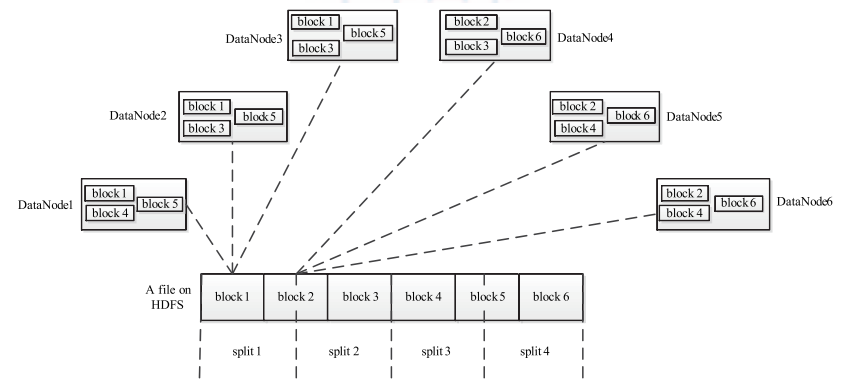 DataNode3
block 1
block 5
block 3
block 2
block 6
block 3
DataNode4
DataNode2
block 1
block 5
block 3
block 2
block 6
block 4
DataNode5
DataNode1
block 1
block 5
block 4
block 2
block 6
block 4
DataNode6
A file on
HDFS
block 1
block 2
block 3
block 4
block 5
block 6
split 1
split 2
split 3
split 4